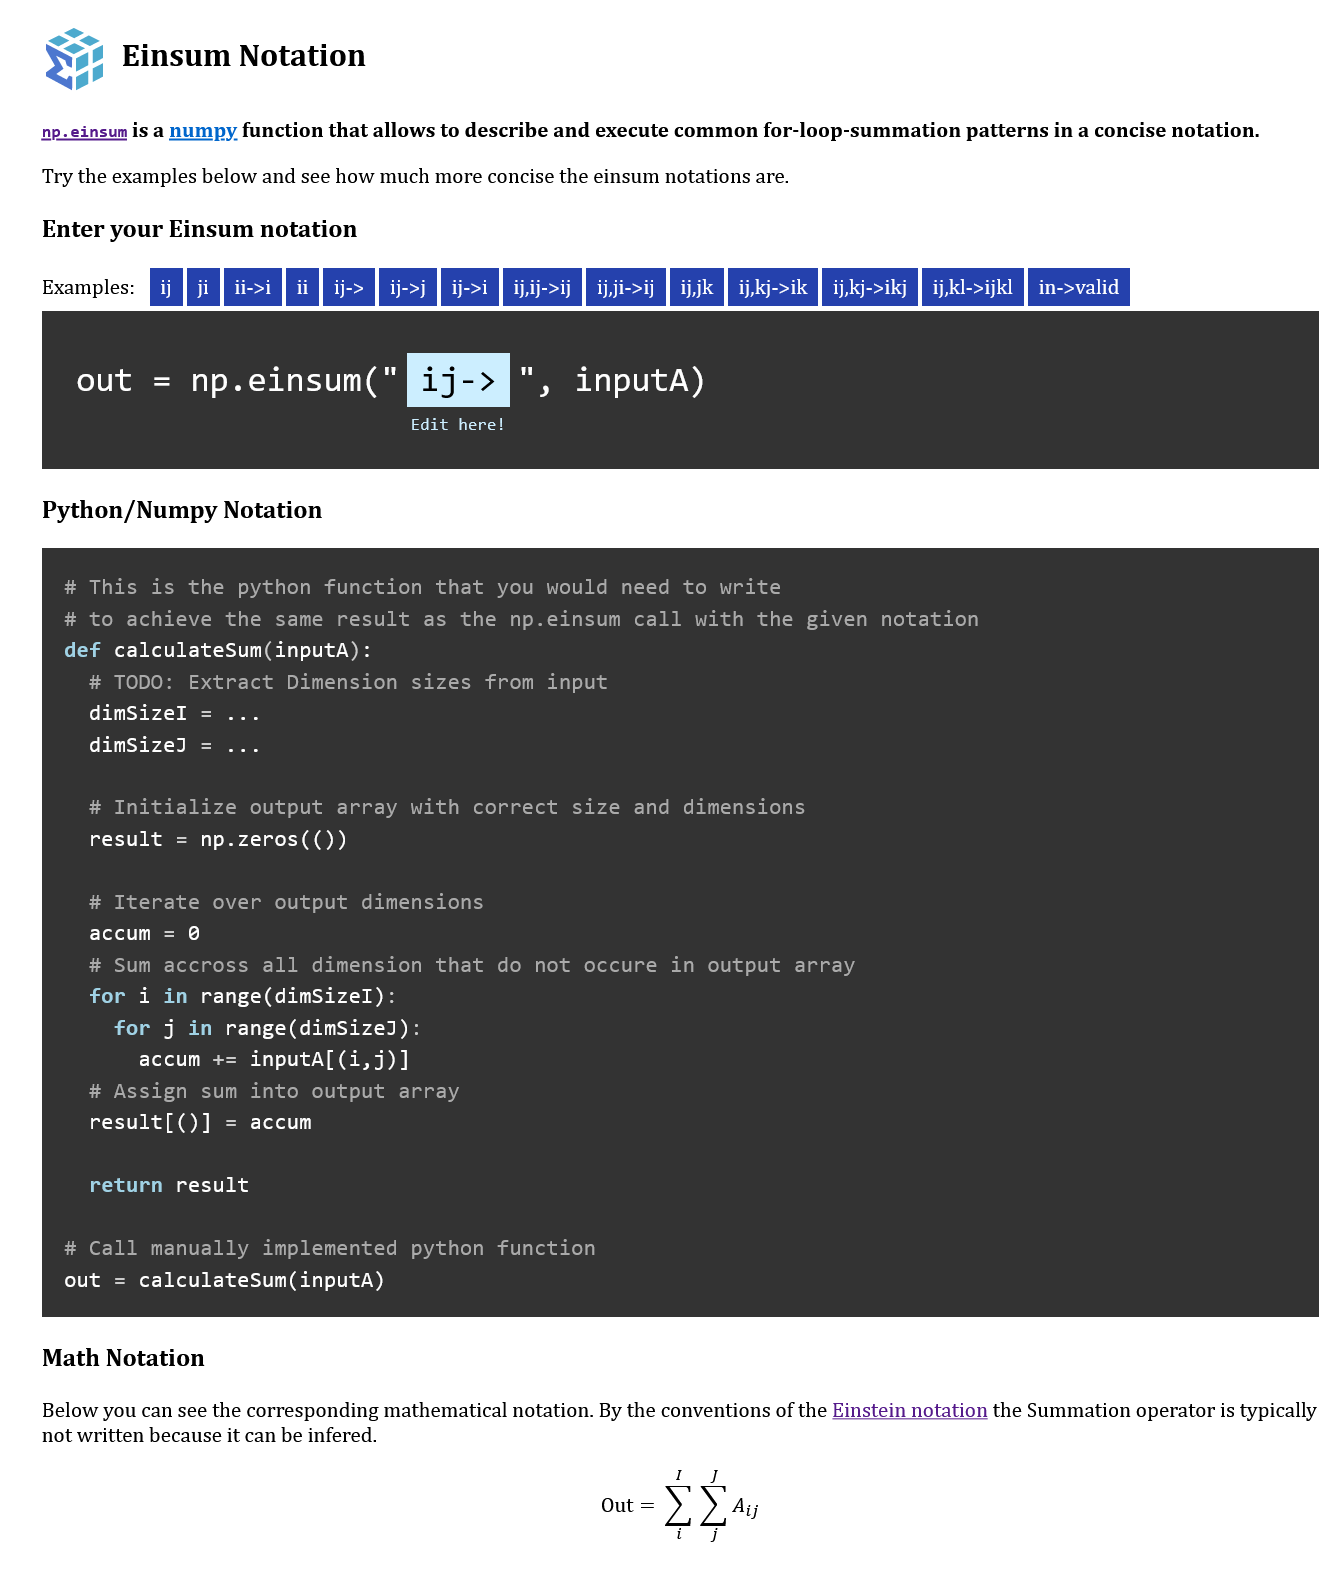 Einsum Notation
np.einsum is a numpy function that allows to describe and execute common for-loop-summation patterns in a concise notation.
Try the examples below and see how much more concise the einsum notations are.
Enter your Einsum notation
Examples: ij ji ii->i ii ij-> ij->j ij->i ij,ij->ij ij,ji->ij ij,jk ij,kj->ik ij,kj->ikj ij,kl->ijkl in->valid
out = np.einsum(" ij-> ", inputA)
Edit here!
Python/Numpy Notation
# This is the python function that you would need to write
# to achieve the same result as the np.einsum call with the given notation
def calculateSum(inputA):
  # TODO: Extract Dimension sizes from input
  dimSizeI = ...
  dimSizeJ = ...
  # Initialize output array with correct size and dimensions
  result = np.zeros(())
  # Iterate over output dimensions
  accum = 0
  # Sum accross all dimension that do not occure in output array
  for i in range(dimSizeI):
    for j in range(dimSizeJ):
      accum += inputA[(i,j)]
  # Assign sum into output array
  result[()] = accum
  return result
# Call manually implemented python function
out = calculateSum(inputA)
Math Notation
Below you can see the corresponding mathematical notation. By the conventions of the Einstein notation the Summation operator is typically
not written because it can be infered.
Out = ∑_i^I ∑_j^J A_ij